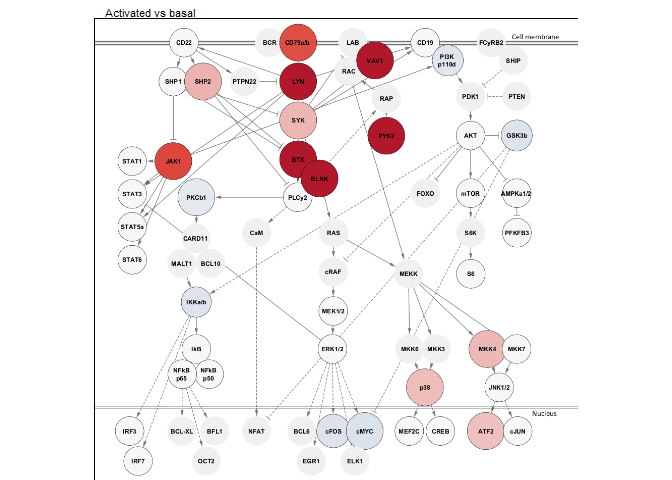 Activated vs basal
Cell membrane
CD22
BCR
CD79a/b
LAB
CD19
FCyRB2
VAV1
PI3K
p110d
SHIP
RAC
SHP1
SHP2
PTPN22
LYN
RAP
PDK1
PTEN
SYK
PYK2
AKT
GSK3b
STAT1
JAK1
BTK
BLNK
STAT3
PKCb1
PLCy2
FOXO
mTOR
AMPKa1/2
STAT5a
CARD11
CaM
RAS
S6K
PFKFB3
STAT6
MALT1
BCL10
cRAF
MEKK
S6
IKKa/b
MEK1/2
IkB
ERK1/2
MKK6
MKK3
MKK4
MKK7
NFkB
p65
NFkB
p50
p38
JNK1/2
Nucleus
IRF3
BCL-XL
BFL1
NFAT
BCL6
cFOS
cMYC
MEF2C
CREB
ATF2
cJUN
IRF7
OCT2
EGR1
ELK1